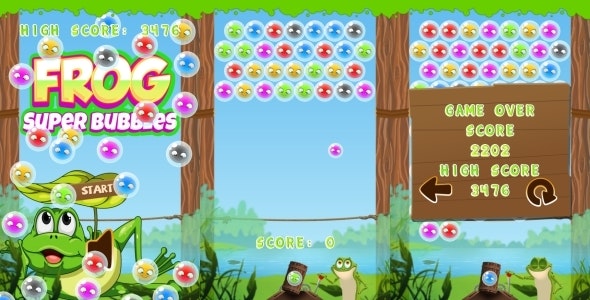 HIGH SCORE: 3476
FROG
SUPER BUBBLES
START
SCORE: 0
GAME OVER
SCORE
2202
HIGH SCORE
3476